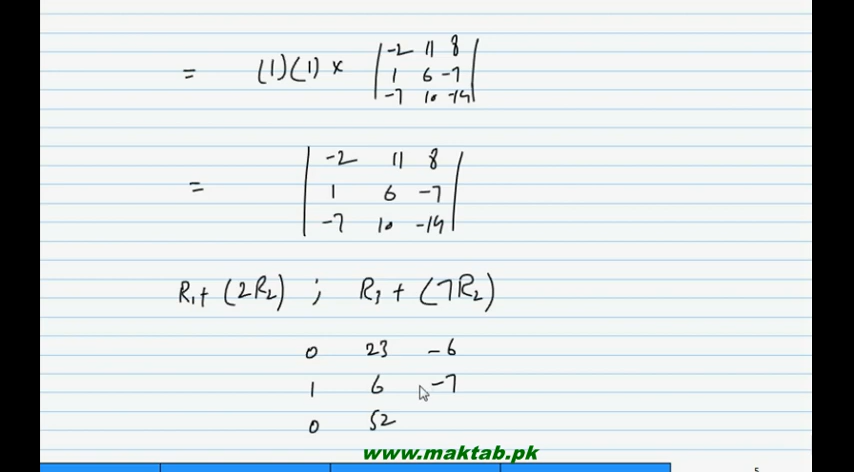 = (1)(1) × | -2 11 8 |
| 1 6 -7 |
| -7 10 -14 |
= | -2 11 8 |
| 1 6 -7 |
| -7 10 -14 |
R₁ + (2R₂) ; R₃ + (7R₂)
0 23 -6
1 6 -7
0 52
www.maktab.pk
5